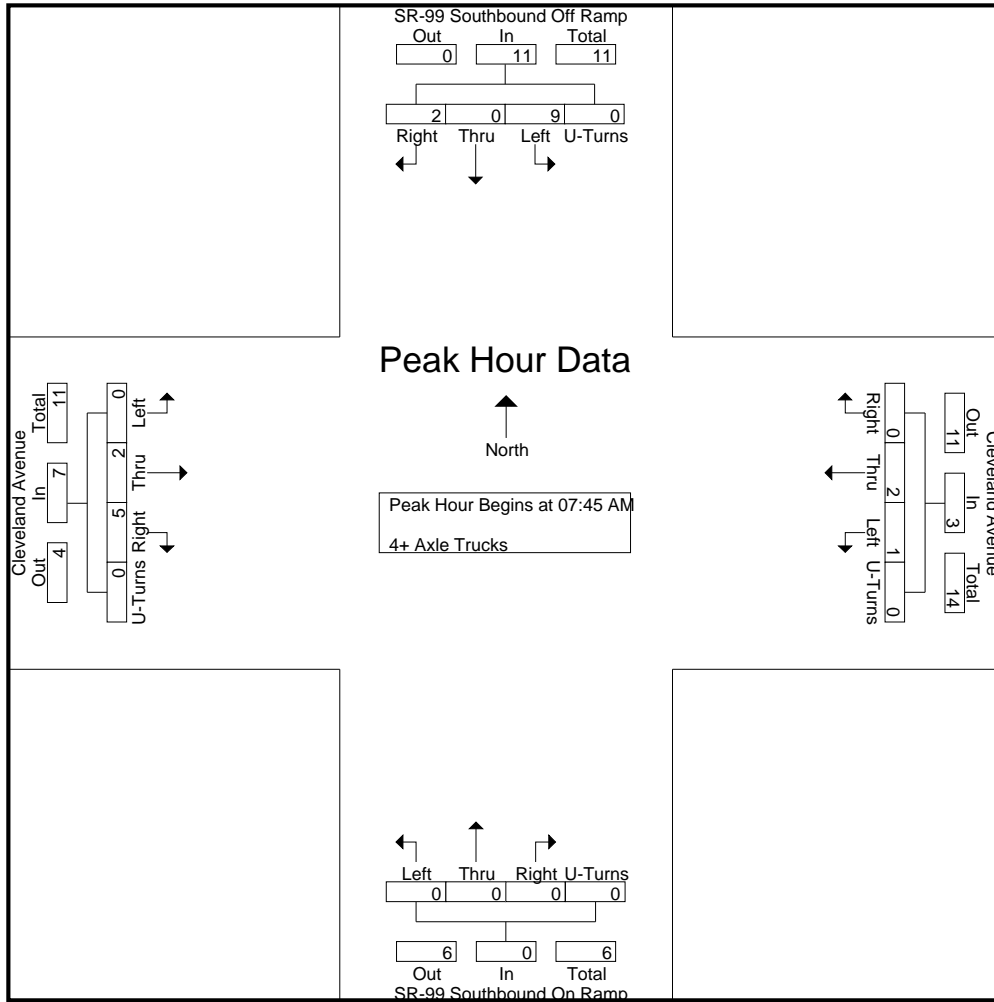 SR-99 Southbound Off Ramp
Out In Total
0 11 11
2 0 9 0
Right Thru Left U-Turns
Peak Hour Data
North
Peak Hour Begins at 07:45 AM
4+ Axle Trucks
Cleveland Avenue
Total In Out
11 7 4
0 2 5 0
Left Thru Right U-Turns
Cleveland Avenue
Out In Total
11 3 14
0 2 1 0
Right Thru Left U-Turns
Left Thru Right U-Turns
0 0 0 0
6 0 6
Out In Total
SR-99 Southbound On Ramp